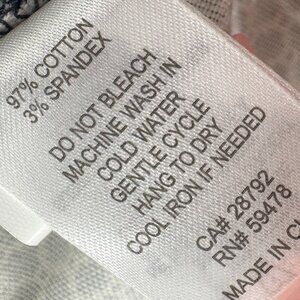 97% COTTON
3% SPANDEX
DO NOT BLEACH
MACHINE WASH IN
COLD WATER
GENTLE CYCLE
HANG TO DRY
COOL IRON IF NEEDED
CA# 28792
RN# 59478
MADE IN